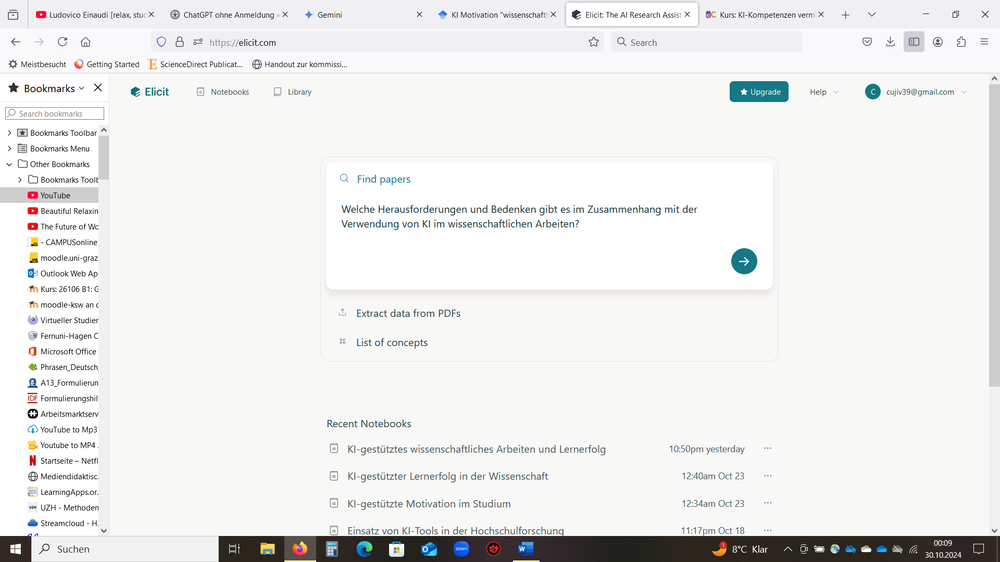 Ludovico Einaudi [relax, stud
ChatGPT ohne Anmeldung
Gemini
KI Motivation "wissenschaftli
Elicit: The AI Research Assist
Kurs: KI-Kompetenzen vermi
https://elicit.com
Search
Meistbesucht
Getting Started
ScienceDirect Publicat...
Handout zur kommissi...
Bookmarks
Search bookmarks
Bookmarks Toolbar
Bookmarks Menu
Other Bookmarks
Bookmarks Toolb
YouTube
Beautiful Relaxin
The Future of Wo
- CAMPUSonline
moodle.uni-graz.
Outlook Web Ap
Kurs: 26106 B1: G
moodle-ksw an d
Virtueller Studien
Fernuni-Hagen C
Microsoft Office
Phrasen_Deutsch_
A13_Formulierun
Formulierungshil
Arbeitsmarktserv
YouTube to Mp3
Youtube to MP4 .
Startseite – Netfl
Mediendidaktisc.
LearningApps.or.
UZH - Methoden
Streamcloud - H.
Elicit
Notebooks
Library
Upgrade
Help
C
cujiv39@gmail.com
Find papers
Welche Herausforderungen und Bedenken gibt es im Zusammenhang mit der
Verwendung von KI im wissenschaftlichen Arbeiten?
Extract data from PDFs
List of concepts
Recent Notebooks
KI-gestütztes wissenschaftliches Arbeiten und Lernerfolg 10:50pm yesterday
KI-gestützter Lernerfolg in der Wissenschaft 12:40am Oct 23
KI-gestützte Motivation im Studium 12:34am Oct 23
Einsatz von KI-Tools in der Hochschulforschung 11:17pm Oct 18
Suchen
zoom
1
8°C Klar
00:09
30.10.2024